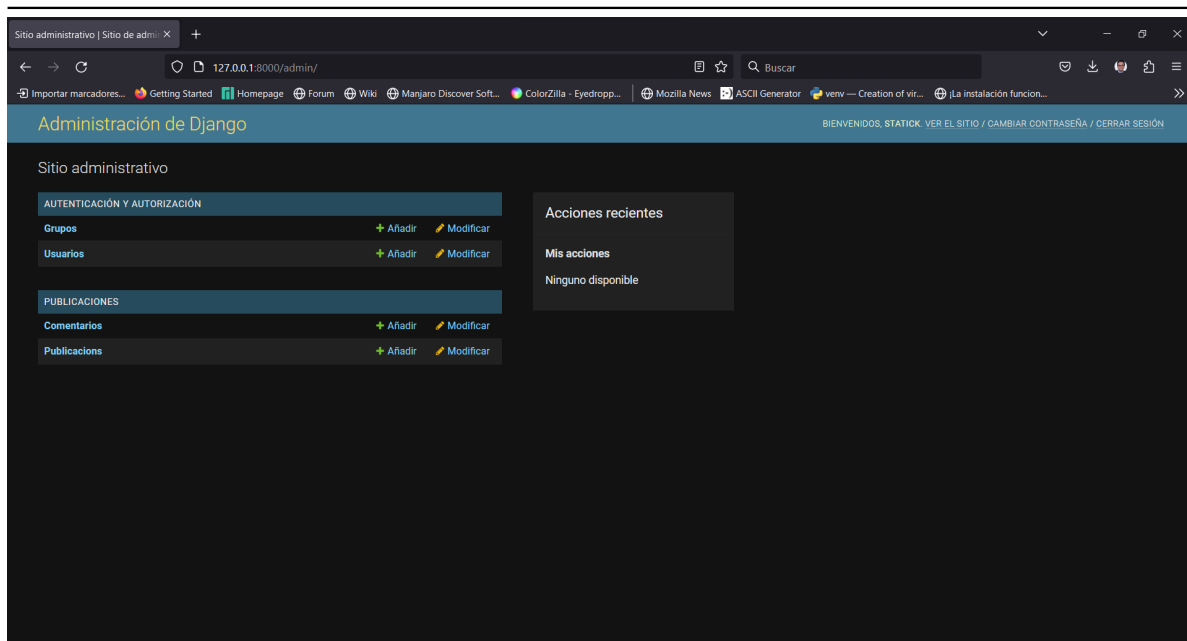 Sitio administrativo | Sitio de admin
127.0.0.1:8000/admin/
Buscar
Importar marcadores... Getting Started Homepage Forum Wiki Manjaro Discover Soft... ColorZilla - Eyedropp... Mozilla News ASCII Generator venv — Creation of vir... ¡La instalación funcion...
Administración de Django
BIENVENIDOS, STATICK. VER EL SITIO / CAMBIAR CONTRASEÑA / CERRAR SESIÓN
Sitio administrativo
AUTENTICACIÓN Y AUTORIZACIÓN
Grupos Añadir Modificar
Usuarios Añadir Modificar
PUBLICACIONES
Comentarios Añadir Modificar
Publicacions Añadir Modificar
Acciones recientes
Mis acciones
Ninguno disponible